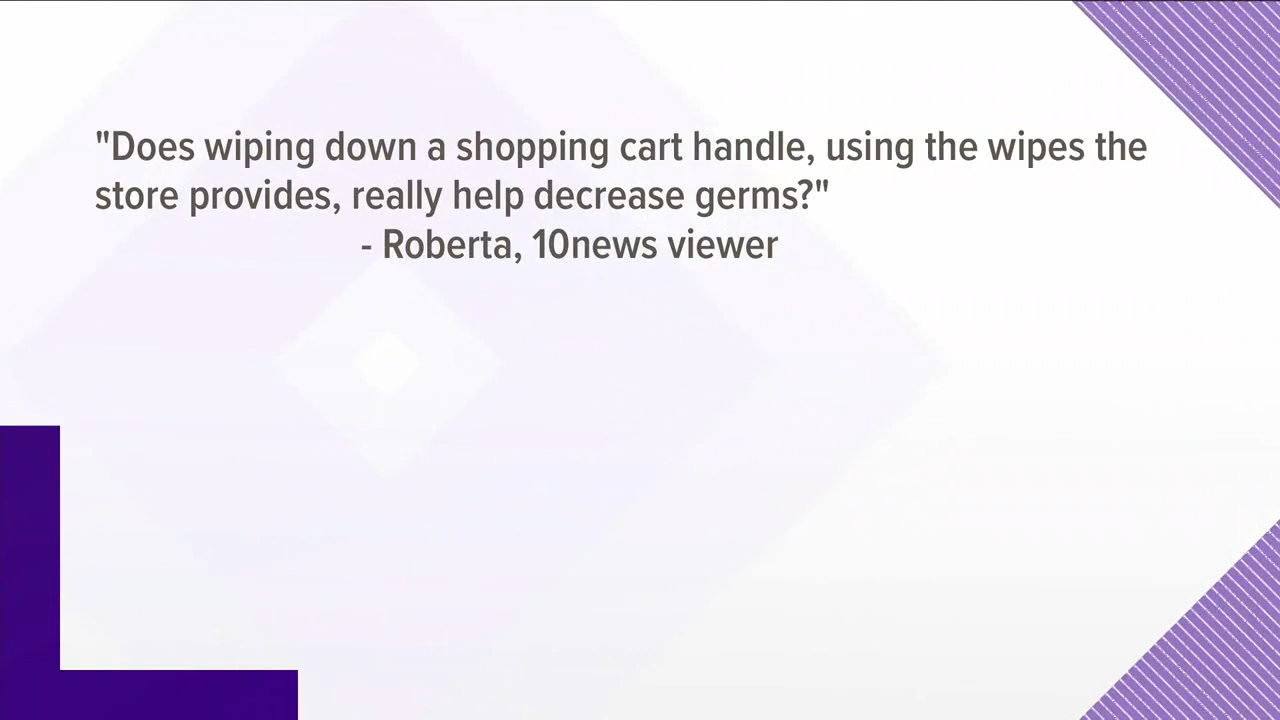 "Does wiping down a shopping cart handle, using the wipes the
store provides, really help decrease germs?"
- Roberta, 10news viewer